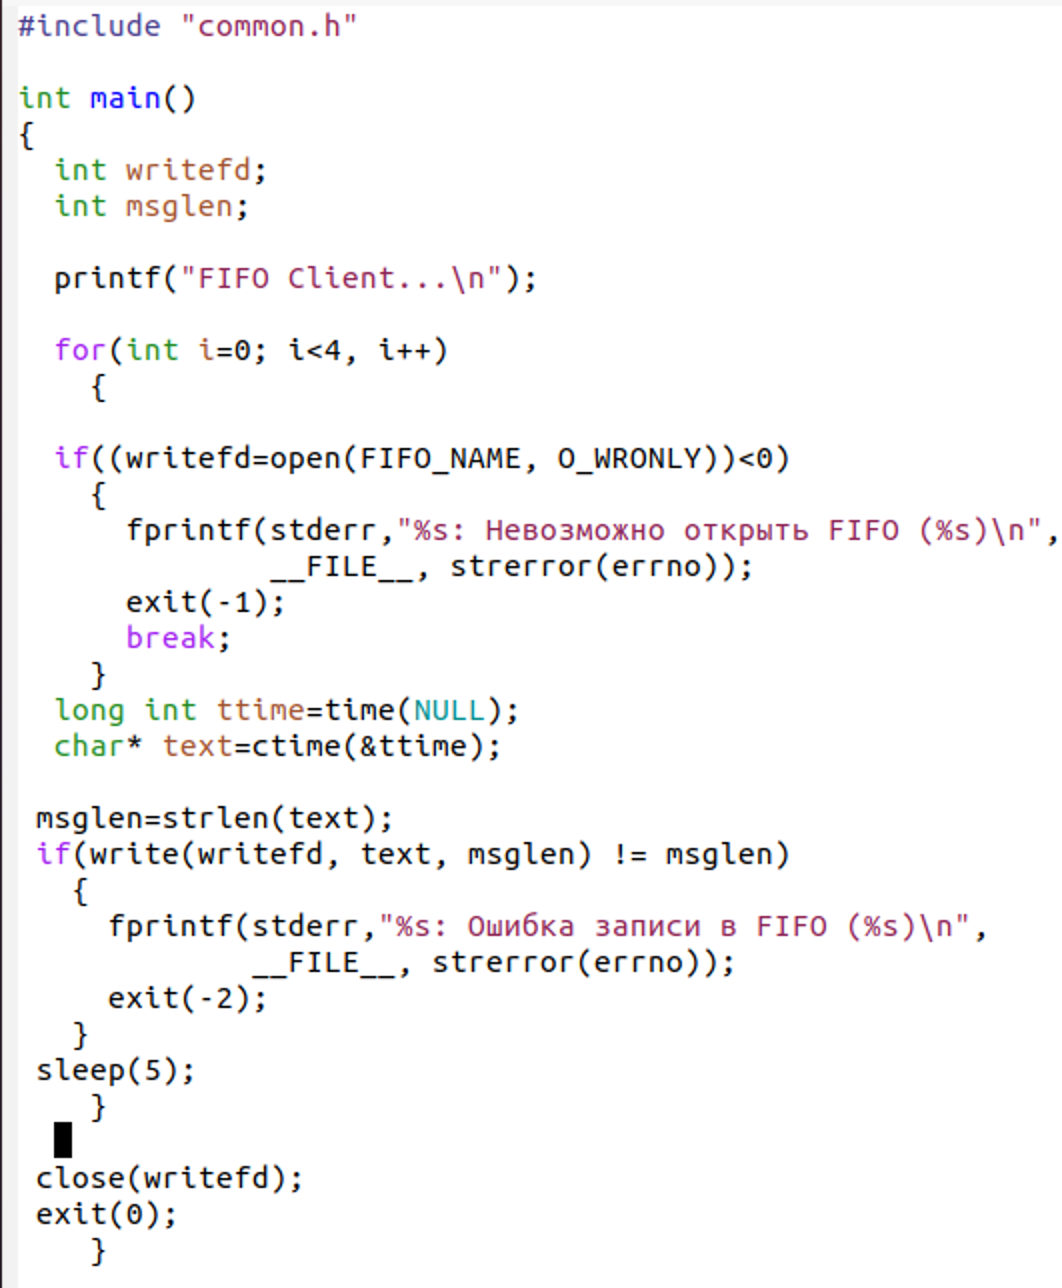 #include "common.h"
int main()
{
int writefd;
int msglen;
printf("FIFO Client...\n");
for(int i=0; i<4, i++)
{
if((writefd=open(FIFO_NAME, O_WRONLY))<0)
{
fprintf(stderr,"%s: Невозможно открыть FIFO (%s)\n",
__FILE__, strerror(errno));
exit(-1);
break;
}
long int ttime=time(NULL);
char* text=ctime(&ttime);
msglen=strlen(text);
if(write(writefd, text, msglen) != msglen)
{
fprintf(stderr,"%s: Ошибка записи в FIFO (%s)\n",
__FILE__, strerror(errno));
exit(-2);
}
sleep(5);
}
close(writefd);
exit(0);
}